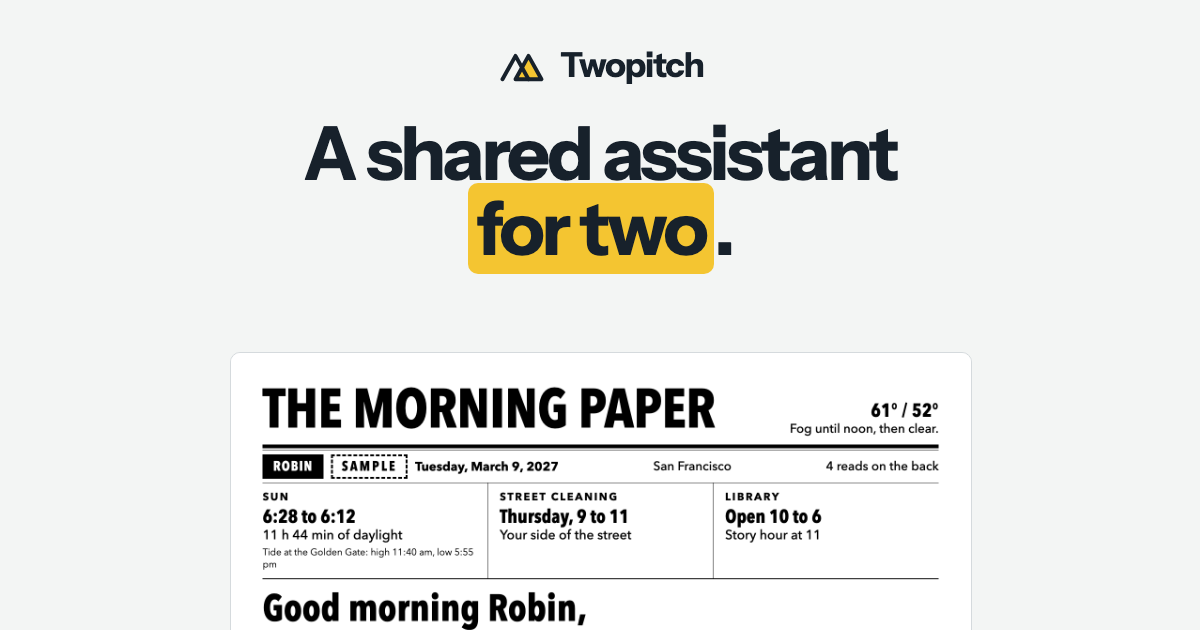 Twopitch
A shared assistant
for two.
THE MORNING PAPER
61° / 52°
Fog until noon, then clear.
ROBIN
SAMPLE
Tuesday, March 9, 2027
San Francisco
4 reads on the back
SUN
6:28 to 6:12
11 h 44 min of daylight
Tide at the Golden Gate: high 11:40 am, low 5:55
pm
STREET CLEANING
Thursday, 9 to 11
Your side of the street
LIBRARY
Open 10 to 6
Story hour at 11
Good morning Robin,